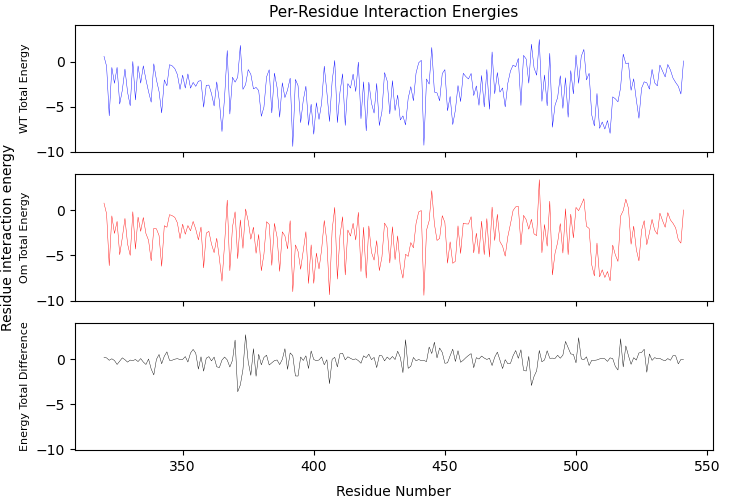 Per-Residue Interaction Energies
Residue interaction energy
WT Total Energy
0
−5
−10
Om Total Energy
0
−5
−10
Energy Total Difference
0
−5
−10
350
400
450
500
550
Residue Number